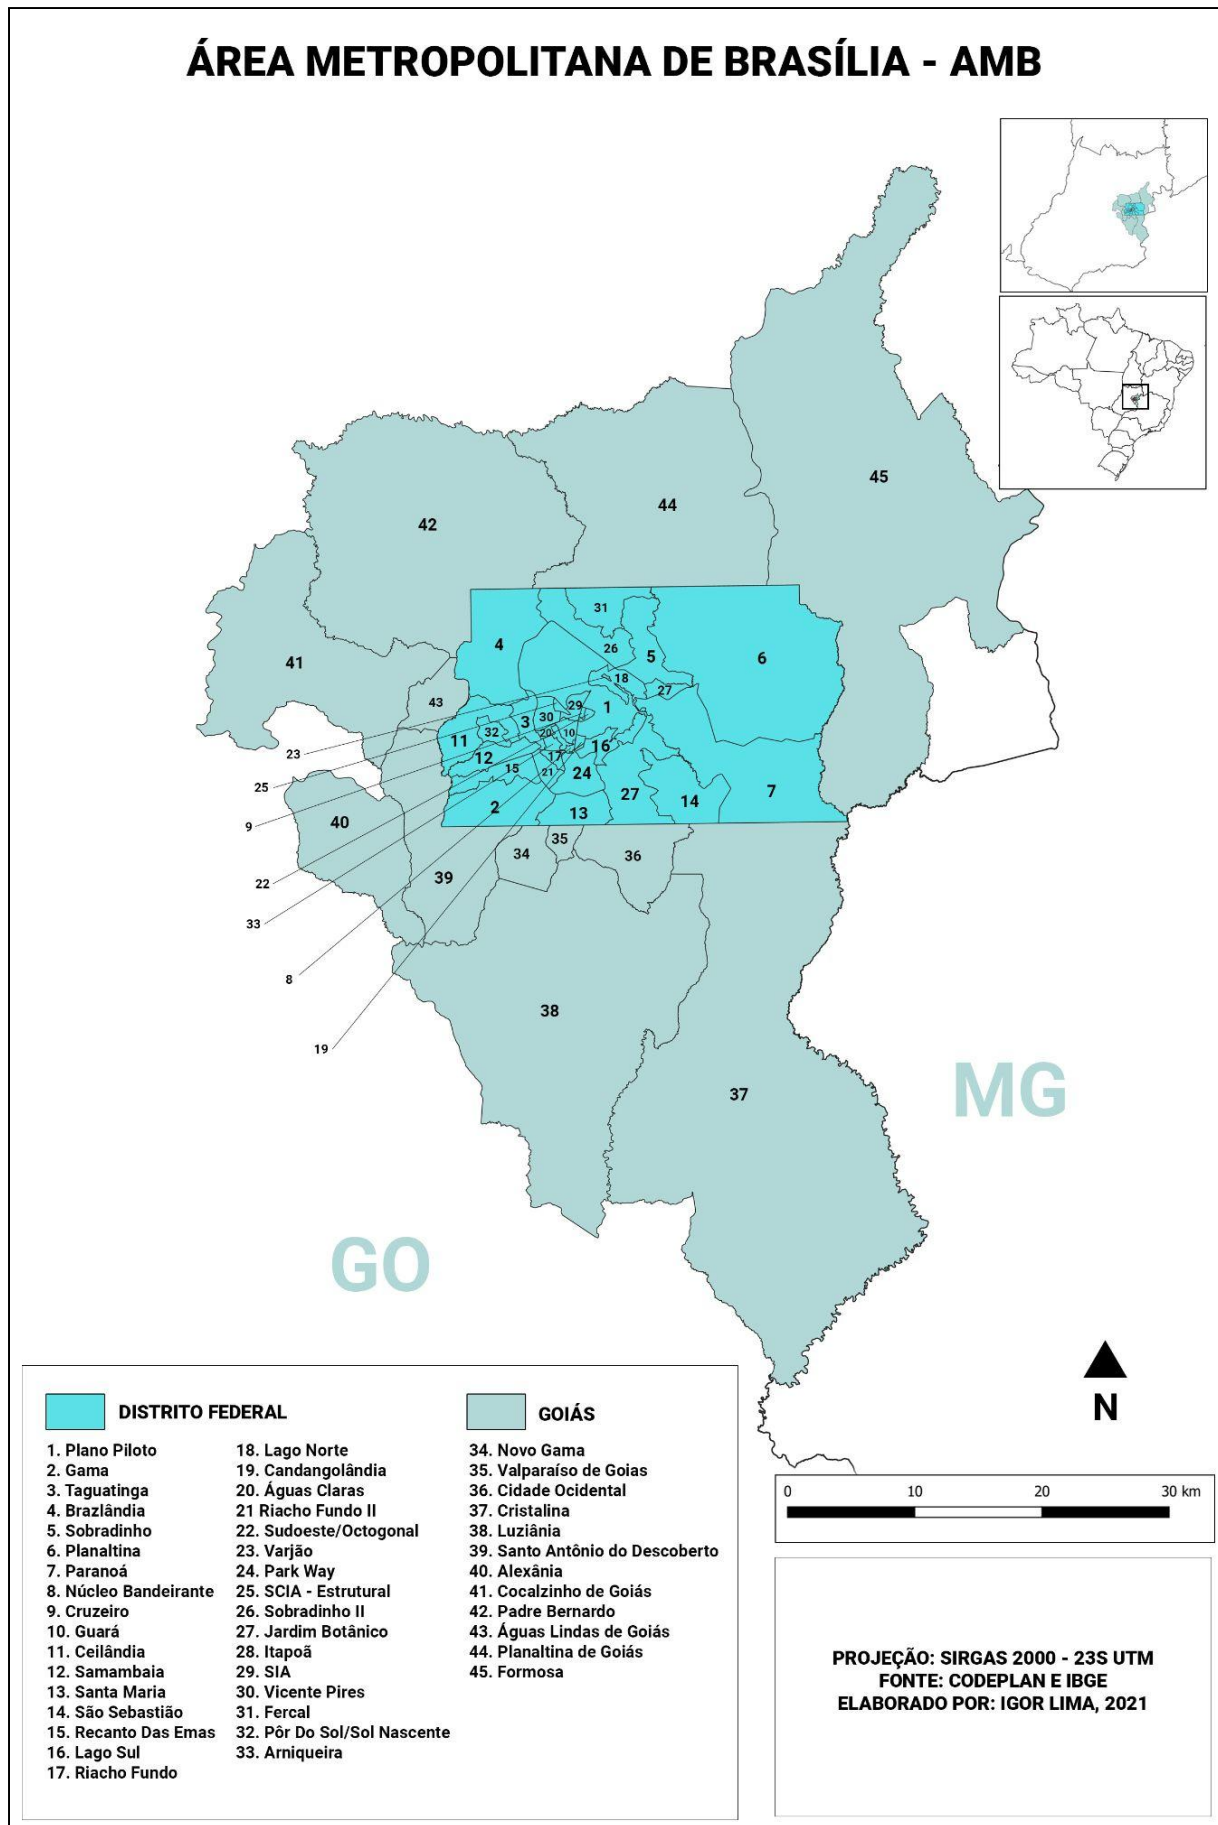 ÁREA METROPOLITANA DE BRASÍLIA - AMB
45
44
42
31
4
26
5
6
41
18
27
43
29
1
30
3
32
20
10
11
16
23
12
17
15
21
24
25
27
7
14
2
13
9
40
35
34
36
39
22
33
8
38
19
37
MG
GO
N
DISTRITO FEDERAL
1. Plano Piloto
2. Gama
3. Taguatinga
4. Brazlândia
5. Sobradinho
6. Planaltina
7. Paranoá
8. Núcleo Bandeirante
9. Cruzeiro
10. Guará
11. Ceilândia
12. Samambaia
13. Santa Maria
14. São Sebastião
15. Recanto Das Emas
16. Lago Sul
17. Riacho Fundo
18. Lago Norte
19. Candangolândia
20. Águas Claras
21 Riacho Fundo II
22. Sudoeste/Octogonal
23. Varjão
24. Park Way
25. SCIA - Estrutural
26. Sobradinho II
27. Jardim Botânico
28. Itapoã
29. SIA
30. Vicente Pires
31. Fercal
32. Pôr Do Sol/Sol Nascente
33. Arniqueira
GOIÁS
34. Novo Gama
35. Valparaíso de Goias
36. Cidade Ocidental
37. Cristalina
38. Luziânia
39. Santo Antônio do Descoberto
40. Alexânia
41. Cocalzinho de Goiás
42. Padre Bernardo
43. Águas Lindas de Goiás
44. Planaltina de Goiás
45. Formosa
0 10 20 30 km
PROJEÇÃO: SIRGAS 2000 - 23S UTM
FONTE: CODEPLAN E IBGE
ELABORADO POR: IGOR LIMA, 2021